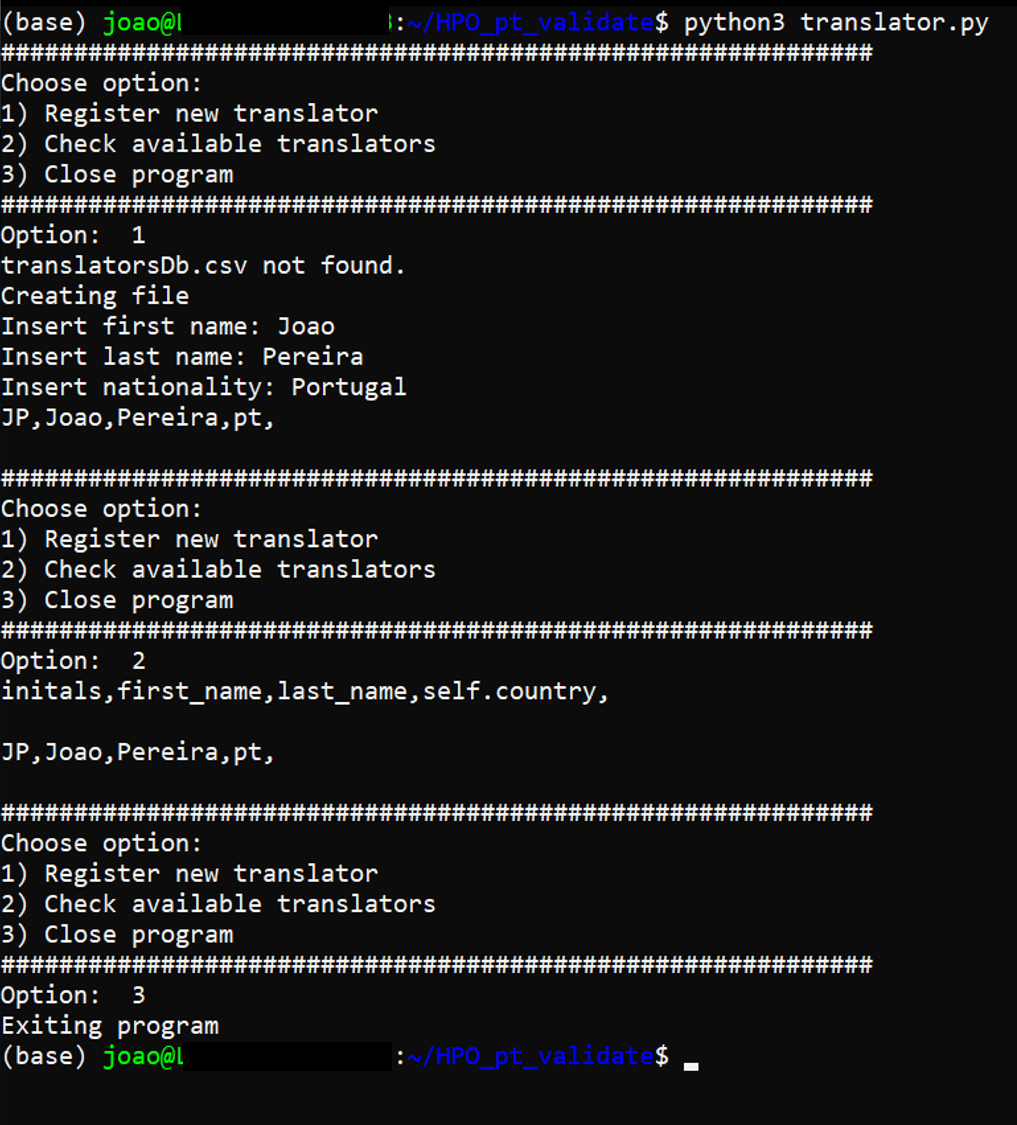 (base) joao@L :~/HPO_pt_validate$ python3 translator.py
############################################################
Choose option:
1) Register new translator
2) Check available translators
3) Close program
############################################################
Option:  1
translatorsDb.csv not found.
Creating file
Insert first name: Joao
Insert last name: Pereira
Insert nationality: Portugal
JP,Joao,Pereira,pt,
############################################################
Choose option:
1) Register new translator
2) Check available translators
3) Close program
############################################################
Option:  2
initals,first_name,last_name,self.country,
JP,Joao,Pereira,pt,
############################################################
Choose option:
1) Register new translator
2) Check available translators
3) Close program
############################################################
Option:  3
Exiting program
(base) joao@L :~/HPO_pt_validate$